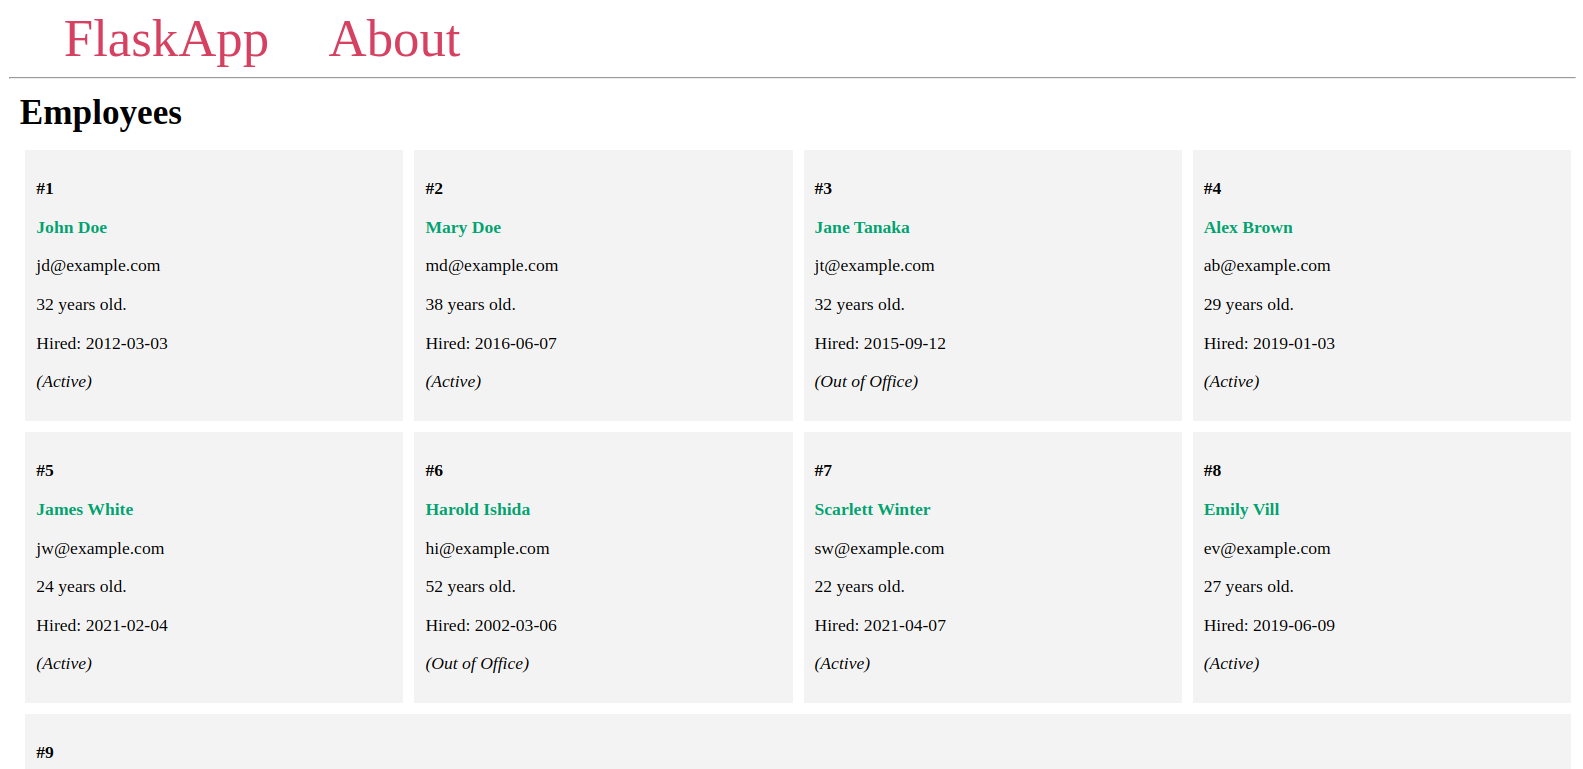 FlaskApp About
Employees
#1
John Doe
jd@example.com
32 years old.
Hired: 2012-03-03
(Active)
#2
Mary Doe
md@example.com
38 years old.
Hired: 2016-06-07
(Active)
#3
Jane Tanaka
jt@example.com
32 years old.
Hired: 2015-09-12
(Out of Office)
#4
Alex Brown
ab@example.com
29 years old.
Hired: 2019-01-03
(Active)
#5
James White
jw@example.com
24 years old.
Hired: 2021-02-04
(Active)
#6
Harold Ishida
hi@example.com
52 years old.
Hired: 2002-03-06
(Out of Office)
#7
Scarlett Winter
sw@example.com
22 years old.
Hired: 2021-04-07
(Active)
#8
Emily Vill
ev@example.com
27 years old.
Hired: 2019-06-09
(Active)
#9